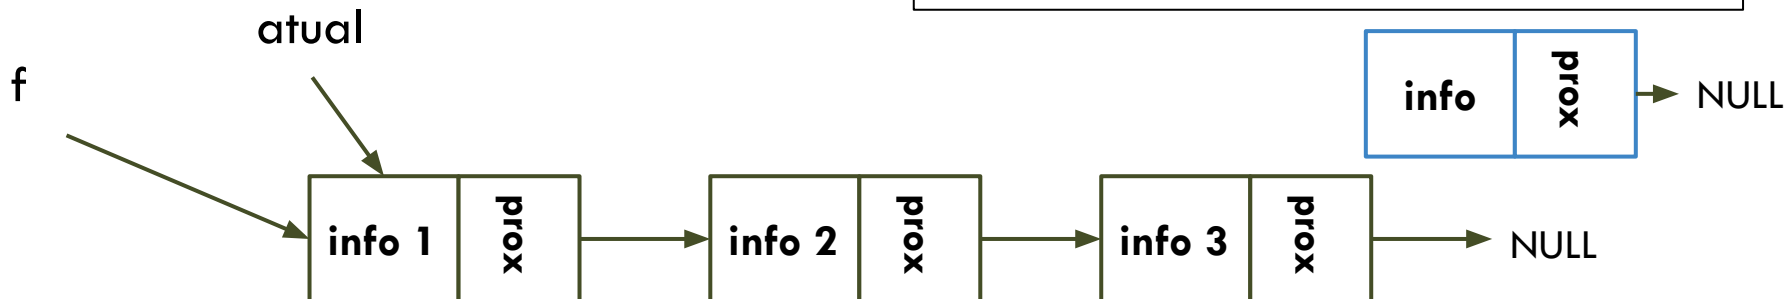 atual
f
info prox NULL
info 1 prox info 2 prox info 3 prox NULL